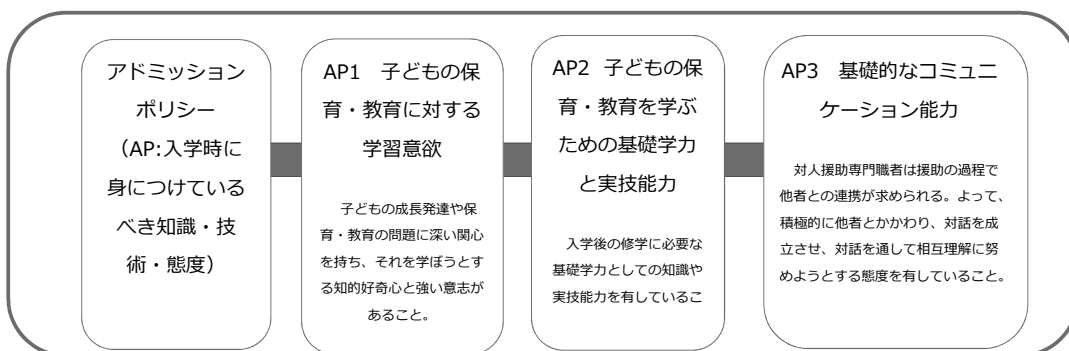 アドミッション
ポリシー
（AP:入学時に
身につけている
べき知識・技
術・態度）
AP1　子どもの保
育・教育に対する
学習意欲
子どもの成長発達や保
育・教育の問題に深い関心
を持ち、それを学ぼうとす
る知的好奇心と強い意志が
あること。
AP2 子どもの保
育・教育を学ぶ
ための基礎学力
と実技能力
入学後の修学に必要な
基礎学力としての知識や
実技能力を有しているこ
AP3　基礎的なコミュニ
ケーション能力
対人援助専門職者は援助の過程で
他者との連携が求められる。よって、
積極的に他者とかかわり、対話を成
立させ、対話を通して相互理解に努
めようとする態度を有していること。